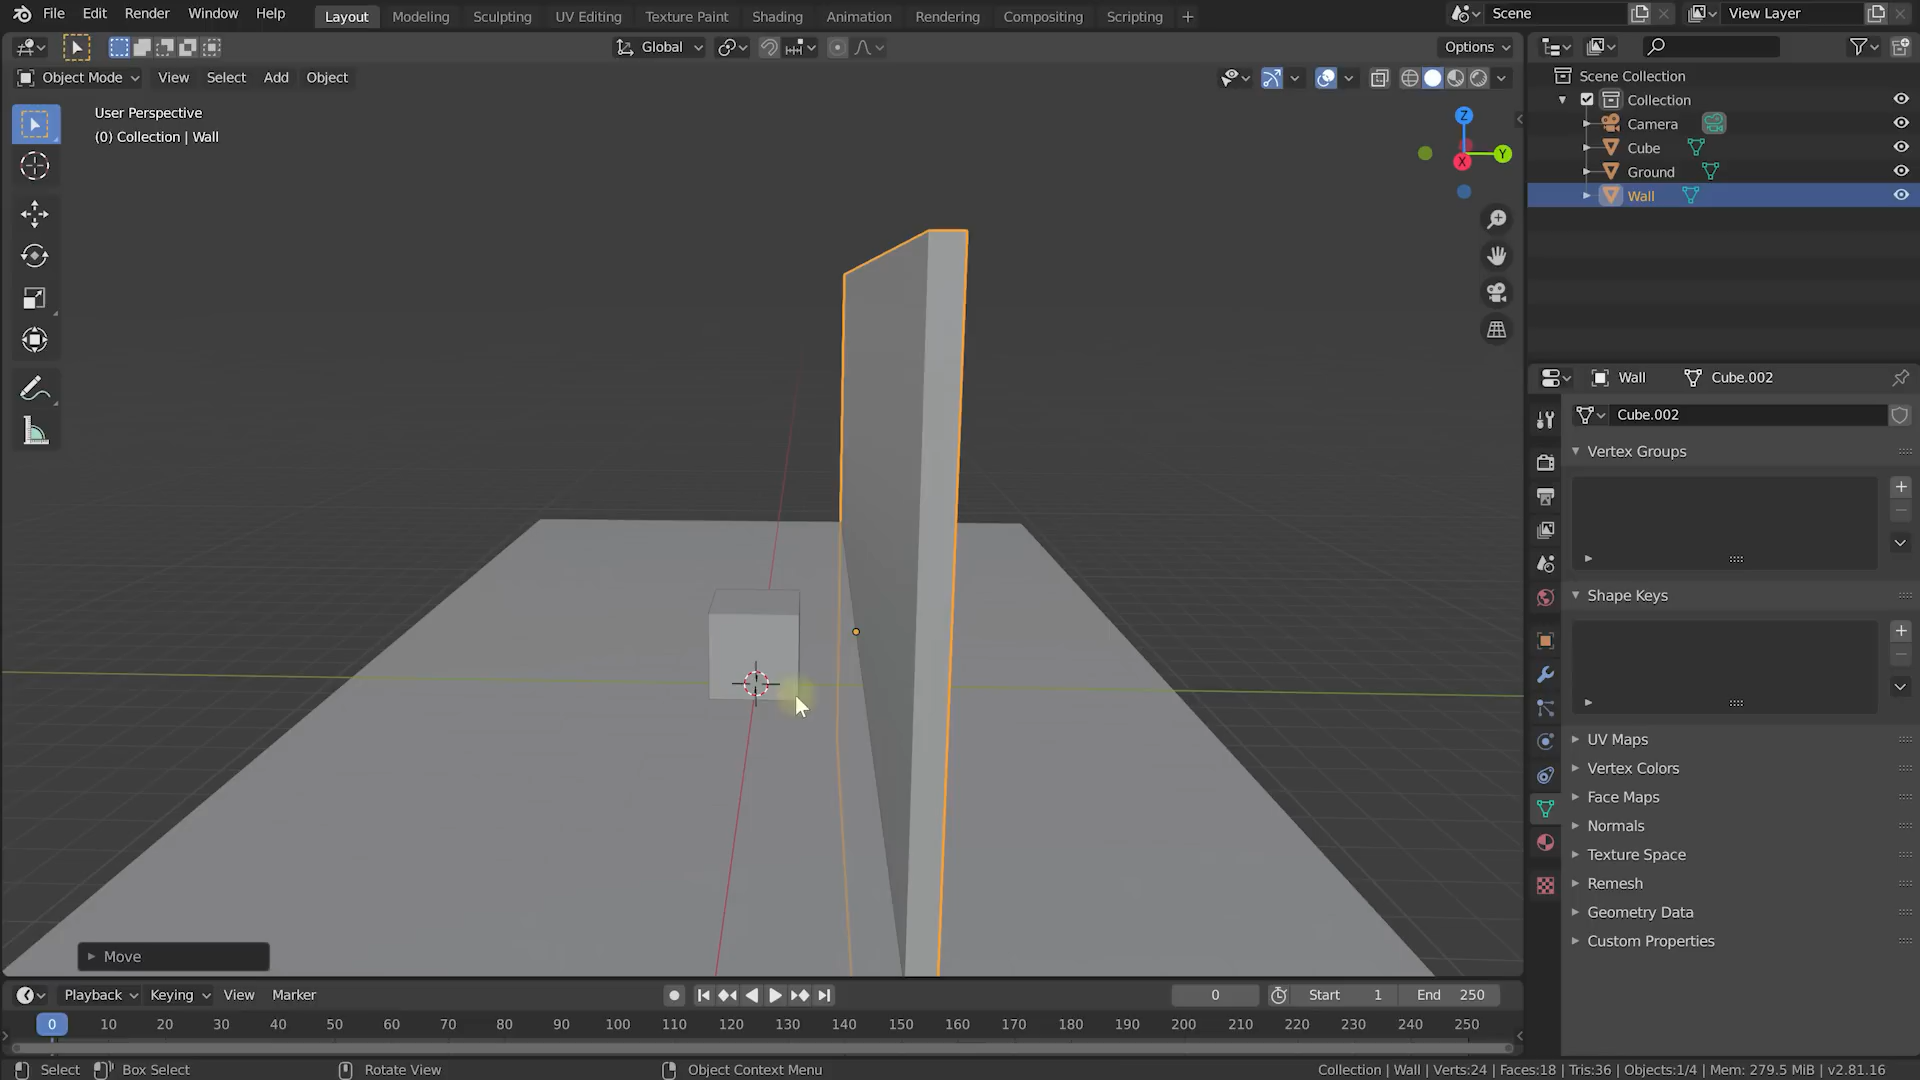 File Edit Render Window Help Layout Modeling Sculpting UV Editing Texture Paint Shading Animation Rendering Compositing Scripting + Scene View Layer
Global Options
Object Mode View Select Add Object
User Perspective
(0) Collection | Wall
Z
Y
X
Scene Collection
Collection
Camera
Cube
Ground
Wall
Wall Cube.002
Cube.002
Vertex Groups
Shape Keys
UV Maps
Vertex Colors
Face Maps
Normals
Texture Space
Remesh
Geometry Data
Custom Properties
Move
Playback Keying View Marker 0 Start 1 End 250
0 10 20 30 40 50 60 70 80 90 100 110 120 130 140 150 160 170 180 190 200 210 220 230 240 250
Select Box Select Rotate View Object Context Menu Collection | Wall | Verts:24 | Faces:18 | Tris:36 | Objects:1/4 | Mem: 279.5 MiB | v2.81.16